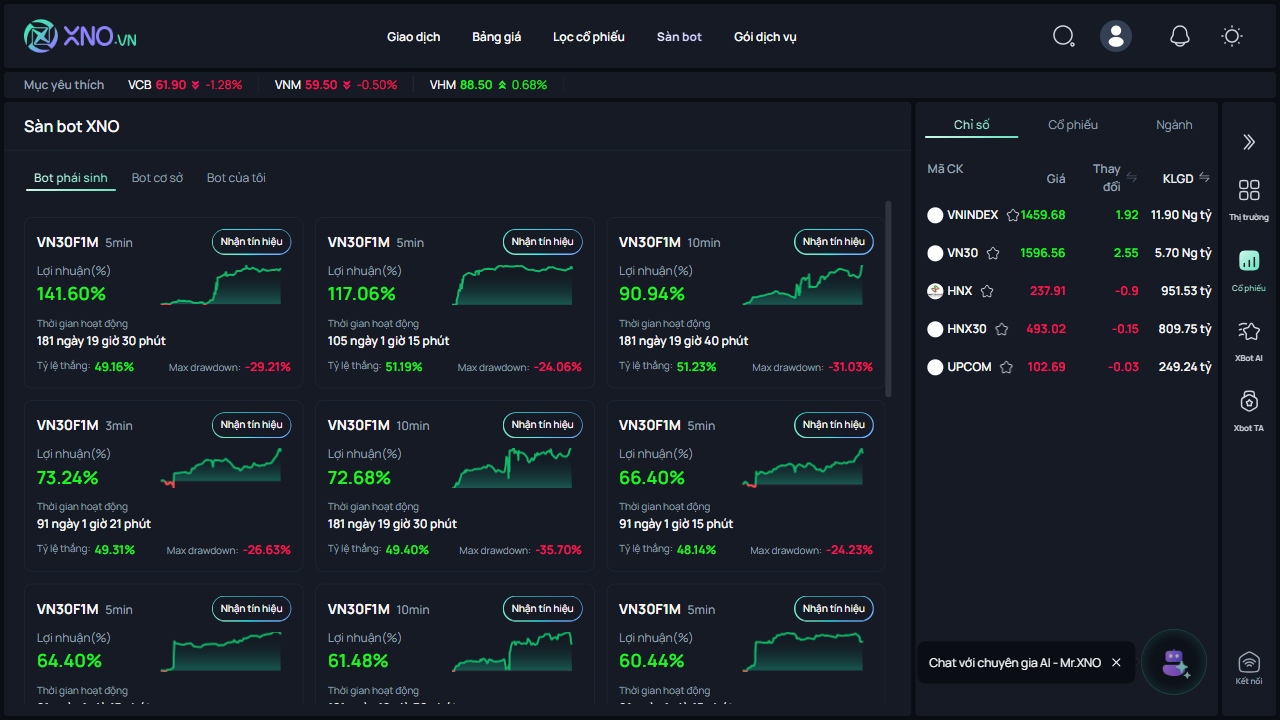 XNO.VN
Giao dịch Bảng giá Lọc cổ phiếu Sàn bot Gói dịch vụ
Mục yêu thích VCB 61.90 -1.28% VNM 59.50 -0.50% VHM 88.50 0.68%
Sàn bot XNO
Bot phái sinh Bot cơ sở Bot của tôi
VN30F1M 5min Nhận tín hiệu
Lợi nhuận(%)
141.60%
Thời gian hoạt động
181 ngày 19 giờ 30 phút
Tỷ lệ thắng: 49.16% Max drawdown: -29.21%
VN30F1M 5min Nhận tín hiệu
Lợi nhuận(%)
117.06%
Thời gian hoạt động
105 ngày 1 giờ 15 phút
Tỷ lệ thắng: 51.19% Max drawdown: -24.06%
VN30F1M 10min Nhận tín hiệu
Lợi nhuận(%)
90.94%
Thời gian hoạt động
181 ngày 19 giờ 40 phút
Tỷ lệ thắng: 51.23% Max drawdown: -31.03%
VN30F1M 3min Nhận tín hiệu
Lợi nhuận(%)
73.24%
Thời gian hoạt động
91 ngày 1 giờ 21 phút
Tỷ lệ thắng: 49.31% Max drawdown: -26.63%
VN30F1M 10min Nhận tín hiệu
Lợi nhuận(%)
72.68%
Thời gian hoạt động
181 ngày 19 giờ 30 phút
Tỷ lệ thắng: 49.40% Max drawdown: -35.70%
VN30F1M 5min Nhận tín hiệu
Lợi nhuận(%)
66.40%
Thời gian hoạt động
91 ngày 1 giờ 15 phút
Tỷ lệ thắng: 48.14% Max drawdown: -24.23%
VN30F1M 5min Nhận tín hiệu
Lợi nhuận(%)
64.40%
Thời gian hoạt động
VN30F1M 10min Nhận tín hiệu
Lợi nhuận(%)
61.48%
Thời gian hoạt động
VN30F1M 5min Nhận tín hiệu
Lợi nhuận(%)
60.44%
Thời gian hoạt động
Chỉ số Cổ phiếu Ngành
Mã CK Giá Thay đổi KLGD
VNINDEX 1459.68 1.92 11.90 Ng tỷ
VN30 1596.56 2.55 5.70 Ng tỷ
HNX 237.91 -0.9 951.53 tỷ
HNX30 493.02 -0.15 809.75 tỷ
UPCOM 102.69 -0.03 249.24 tỷ
Chat với chuyên gia AI - Mr.XNO
Thị trường
Cổ phiếu
XBot AI
Xbot TA
Kết nối